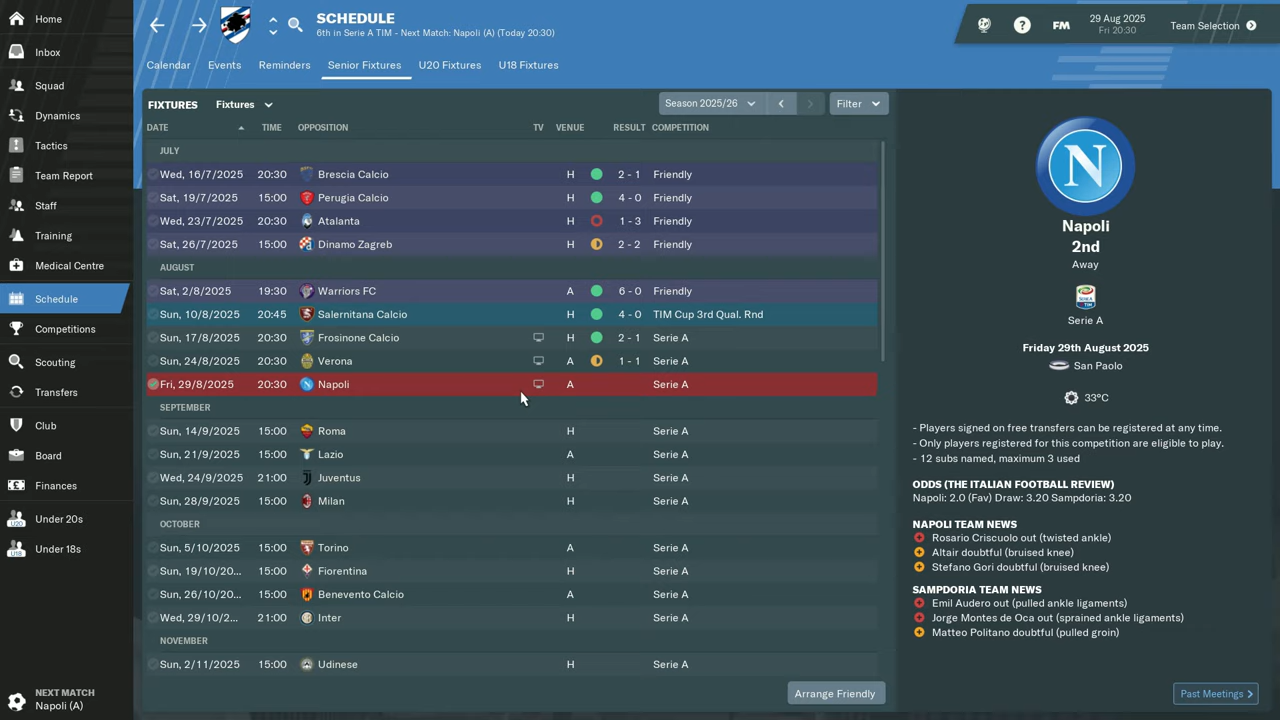 Home
Inbox
Squad
Dynamics
Tactics
Team Report
Staff
Training
Medical Centre
Schedule
Competitions
Scouting
Transfers
Club
Board
Finances
U20
Under 20s
U18
Under 18s
NEXT MATCH
Napoli (A)
SCHEDULE
6th in Serie A TIM - Next Match: Napoli (A) (Today 20:30)
FM
29 Aug 2025
Fri 20:30
Team Selection
Calendar Events Reminders Senior Fixtures U20 Fixtures U18 Fixtures
FIXTURES Fixtures Season 2025/26 Filter
DATE TIME OPPOSITION TV VENUE RESULT COMPETITION
JULY
Wed, 16/7/2025 20:30 Brescia Calcio H 2 - 1 Friendly
Sat, 19/7/2025 15:00 Perugia Calcio H 4 - 0 Friendly
Wed, 23/7/2025 20:30 Atalanta H 1 - 3 Friendly
Sat, 26/7/2025 15:00 Dinamo Zagreb H 2 - 2 Friendly
AUGUST
Sat, 2/8/2025 19:30 Warriors FC A 6 - 0 Friendly
Sun, 10/8/2025 20:45 Salernitana Calcio H 4 - 0 TIM Cup 3rd Qual. Rnd
Sun, 17/8/2025 20:30 Frosinone Calcio H 2 - 1 Serie A
Sun, 24/8/2025 20:30 Verona A 1 - 1 Serie A
Fri, 29/8/2025 20:30 Napoli A Serie A
SEPTEMBER
Sun, 14/9/2025 15:00 Roma H Serie A
Sun, 21/9/2025 15:00 Lazio A Serie A
Wed, 24/9/2025 21:00 Juventus H Serie A
Sun, 28/9/2025 15:00 Milan H Serie A
OCTOBER
Sun, 5/10/2025 15:00 Torino A Serie A
Sun, 19/10/20... 15:00 Fiorentina H Serie A
Sun, 26/10/20... 15:00 Benevento Calcio A Serie A
Wed, 29/10/2... 21:00 Inter H Serie A
NOVEMBER
Sun, 2/11/2025 15:00 Udinese H Serie A
Arrange Friendly
N
Napoli
2nd
Away
Serie A
Friday 29th August 2025
San Paolo
33°C
- Players signed on free transfers can be registered at any time.
- Only players registered for this competition are eligible to play.
- 12 subs named, maximum 3 used
ODDS (THE ITALIAN FOOTBALL REVIEW)
Napoli: 2.0 (Fav) Draw: 3.20 Sampdoria: 3.20
NAPOLI TEAM NEWS
Rosario Criscuolo out (twisted ankle)
Altair doubtful (bruised knee)
Stefano Gori doubtful (bruised knee)
SAMPDORIA TEAM NEWS
Emil Audero out (pulled ankle ligaments)
Jorge Montes de Oca out (sprained ankle ligaments)
Matteo Politano doubtful (pulled groin)
Past Meetings